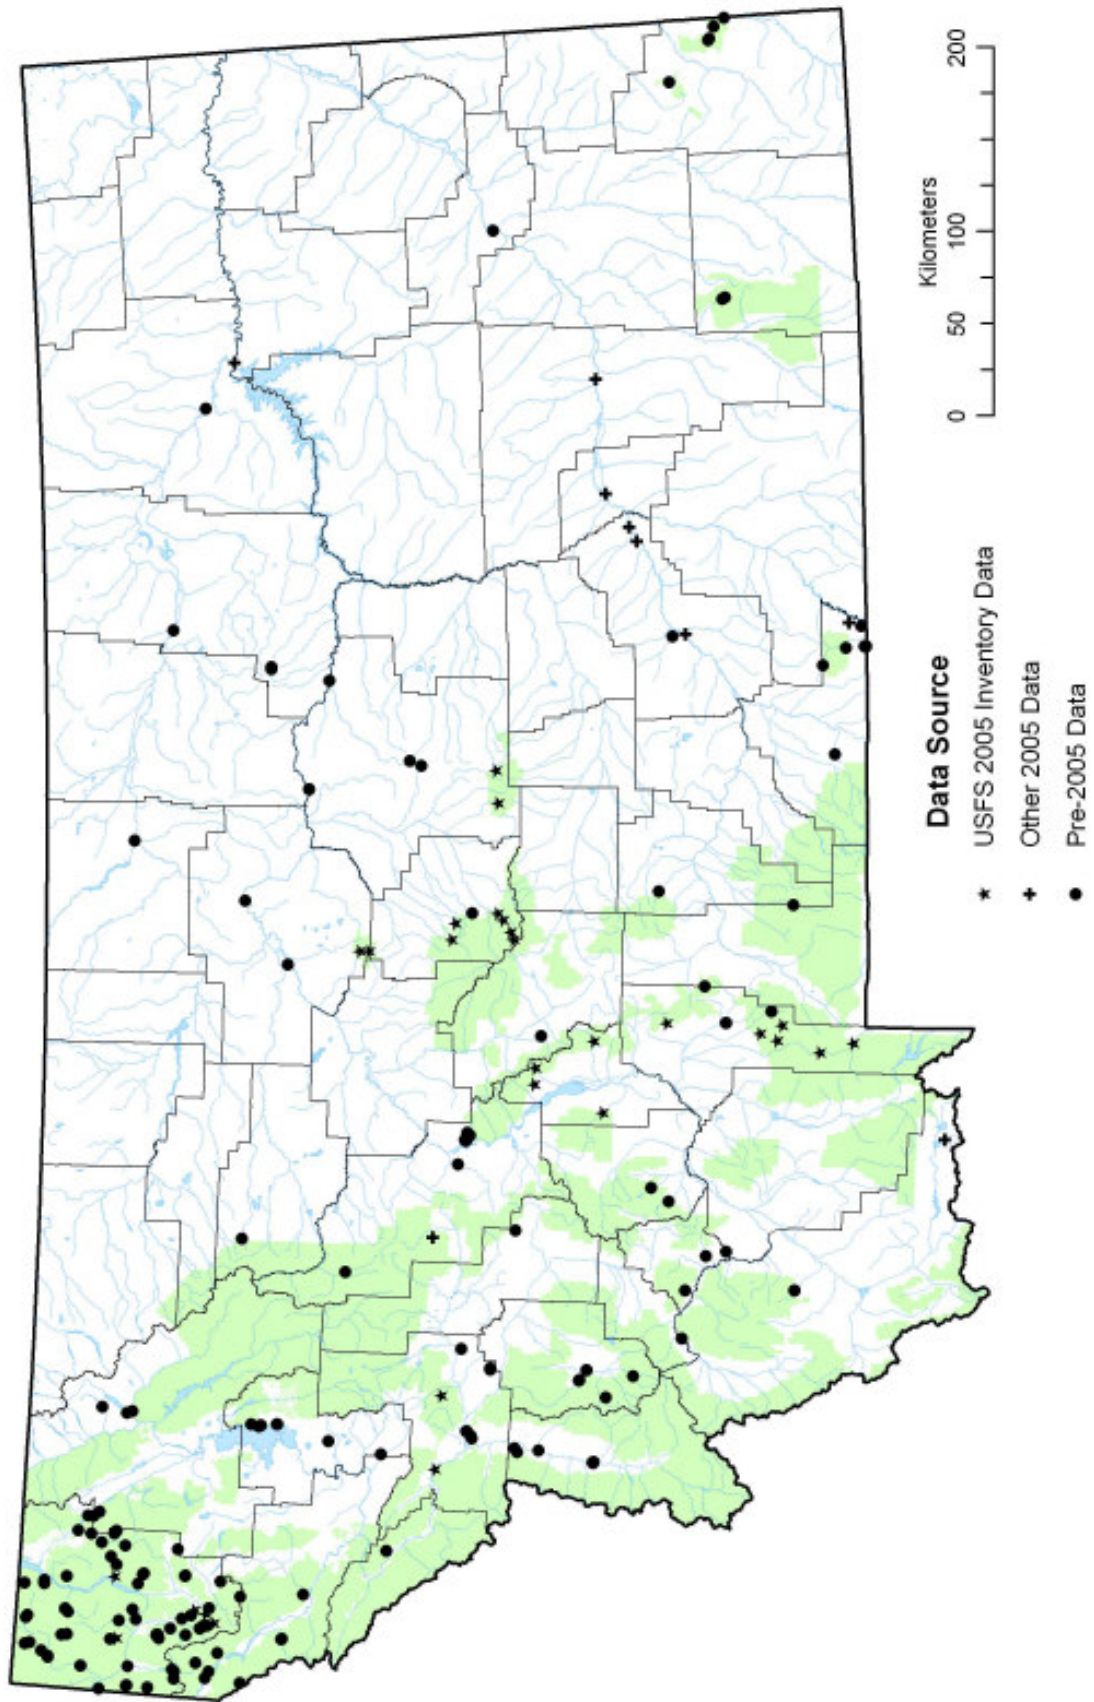 Data Source
USFS 2005 Inventory Data
Other 2005 Data
Pre-2005 Data
0 50 100 200
Kilometers